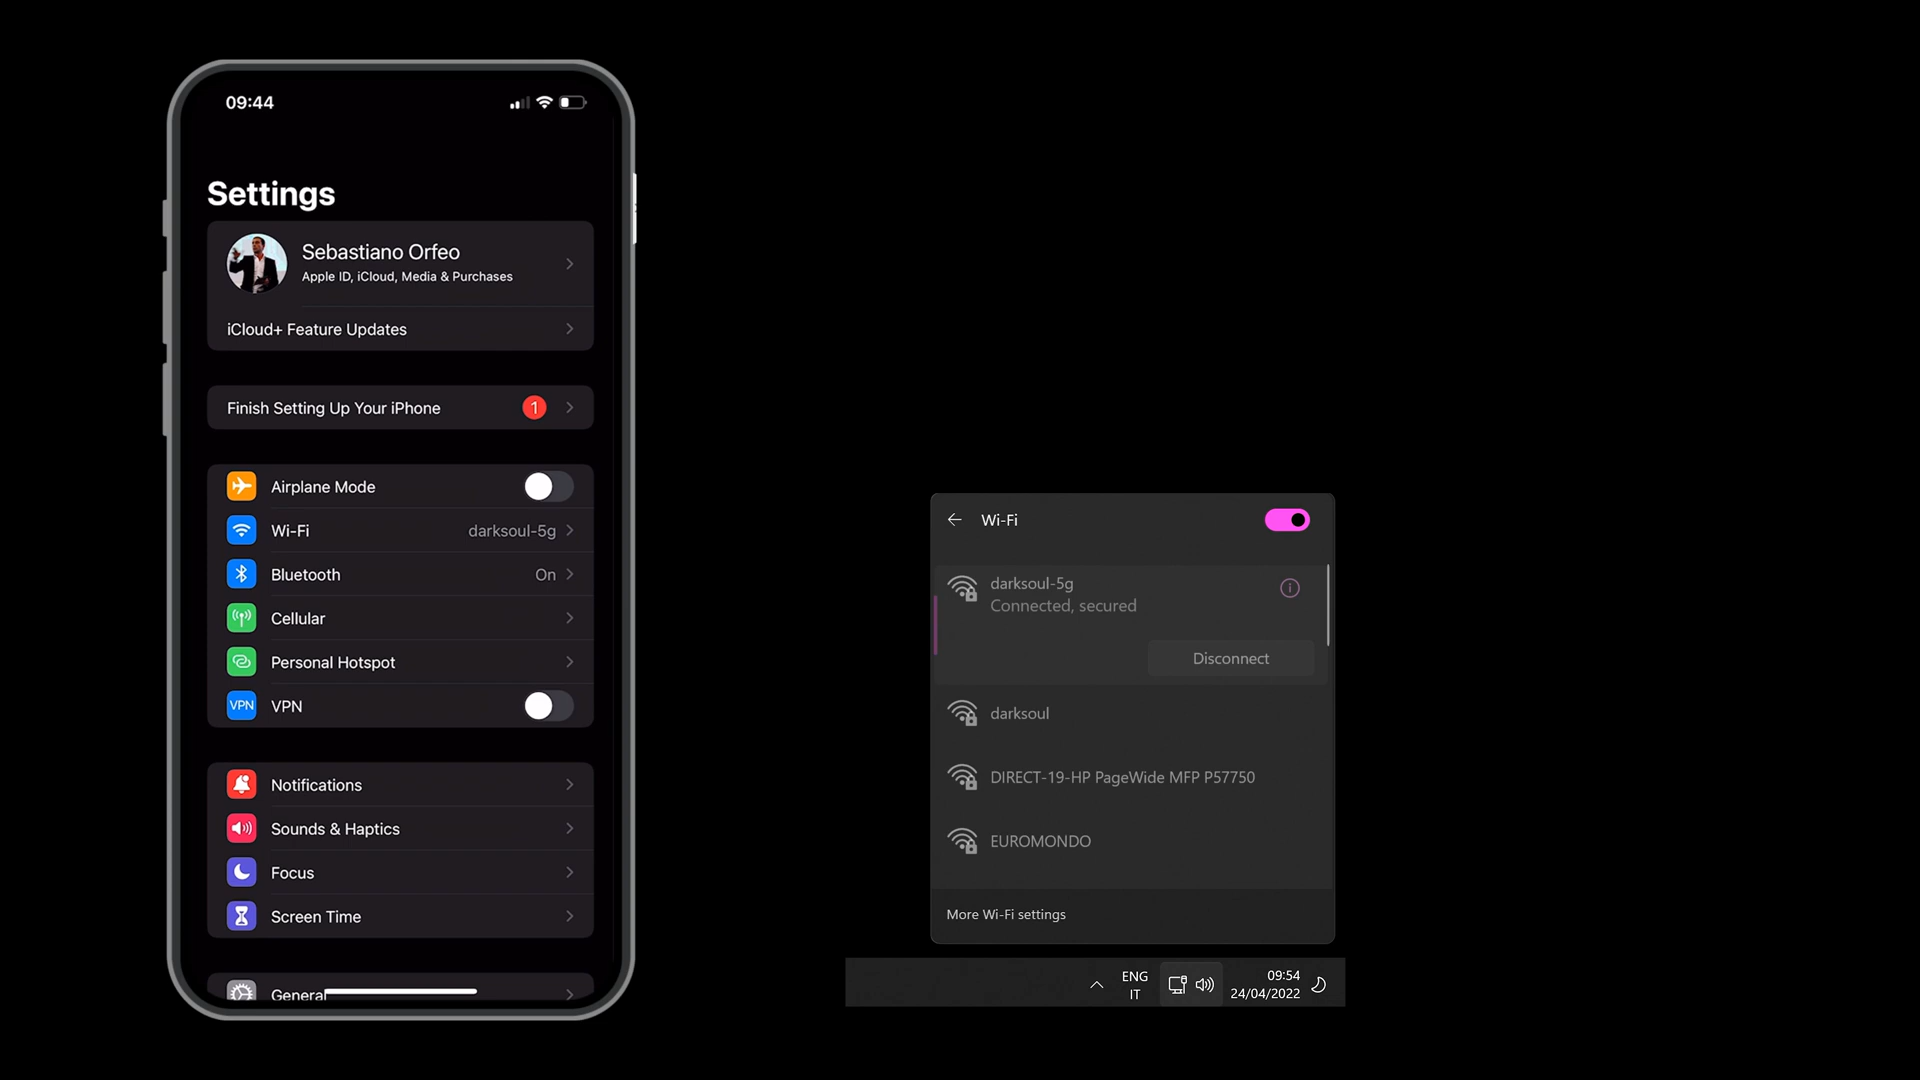 09:44
Settings
Sebastiano Orfeo
Apple ID, iCloud, Media & Purchases
iCloud+ Feature Updates
Finish Setting Up Your iPhone 1
Airplane Mode
Wi-Fi darksoul-5g
Bluetooth On
Cellular
Personal Hotspot
VPN VPN
Notifications
Sounds & Haptics
Focus
Screen Time
General
Wi-Fi
darksoul-5g
Connected, secured
Disconnect
darksoul
DIRECT-19-HP PageWide MFP P57750
EUROMONDO
More Wi-Fi settings
ENG
IT
09:54
24/04/2022